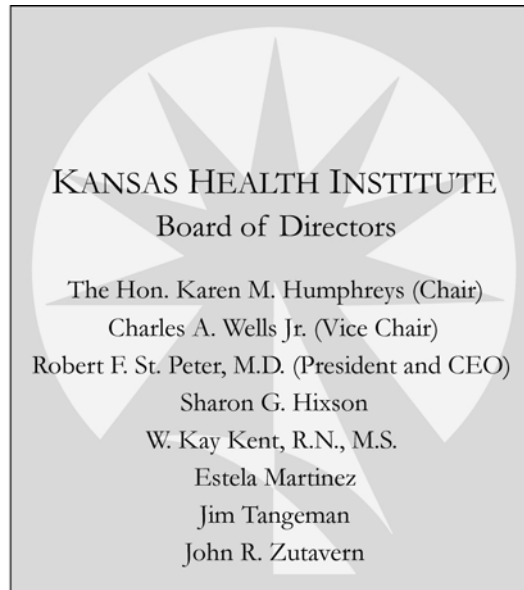 KANSAS HEALTH INSTITUTE
Board of Directors
The Hon. Karen M. Humphreys (Chair)
Charles A. Wells Jr. (Vice Chair)
Robert F. St. Peter, M.D. (President and CEO)
Sharon G. Hixson
W. Kay Kent, R.N., M.S.
Estela Martinez
Jim Tangeman
John R. Zutavern